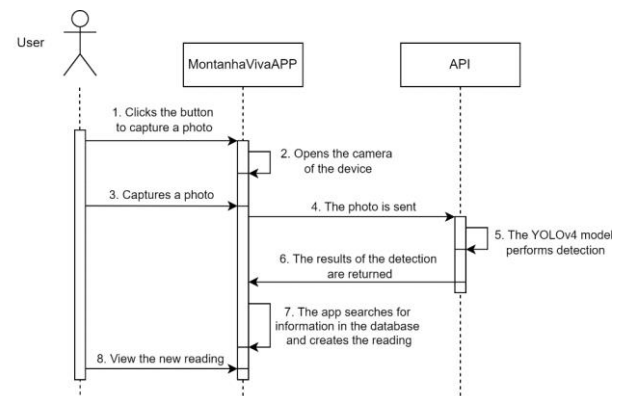 User
MontanhaVivaAPP
API
1. Clicks the button
to capture a photo
2. Opens the camera
of the device
3. Captures a photo
4. The photo is sent
5. The YOLOv4 model
performs detection
6. The results of the detection
are returned
7. The app searches for
information in the database
and creates the reading
8. View the new reading